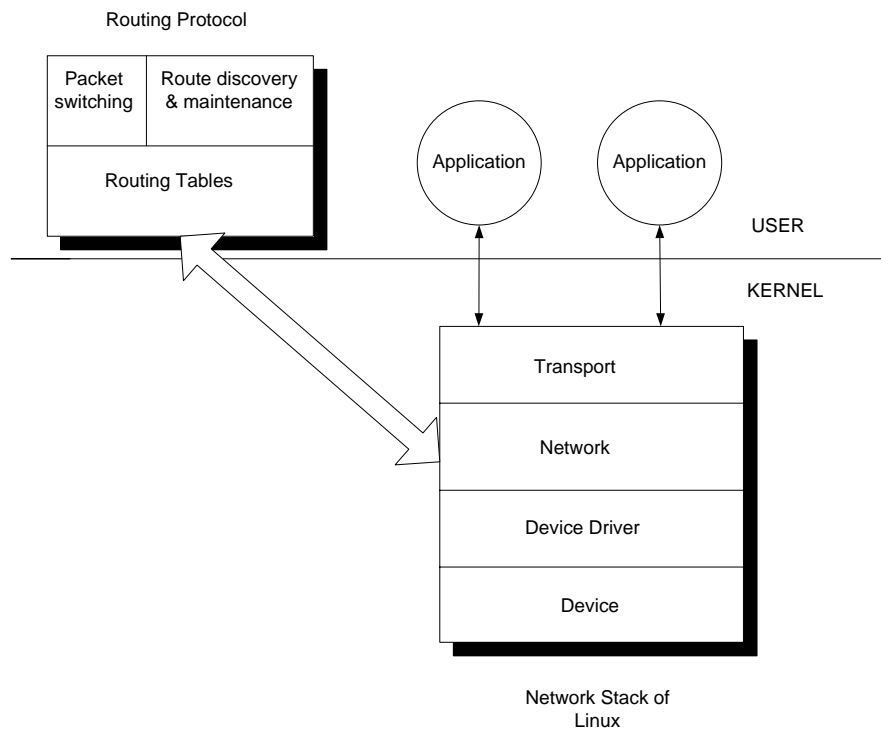 Routing Protocol
Packet
switching
Route discovery
& maintenance
Routing Tables
Application
Application
USER
KERNEL
Transport
Network
Device Driver
Device
Network Stack of
Linux